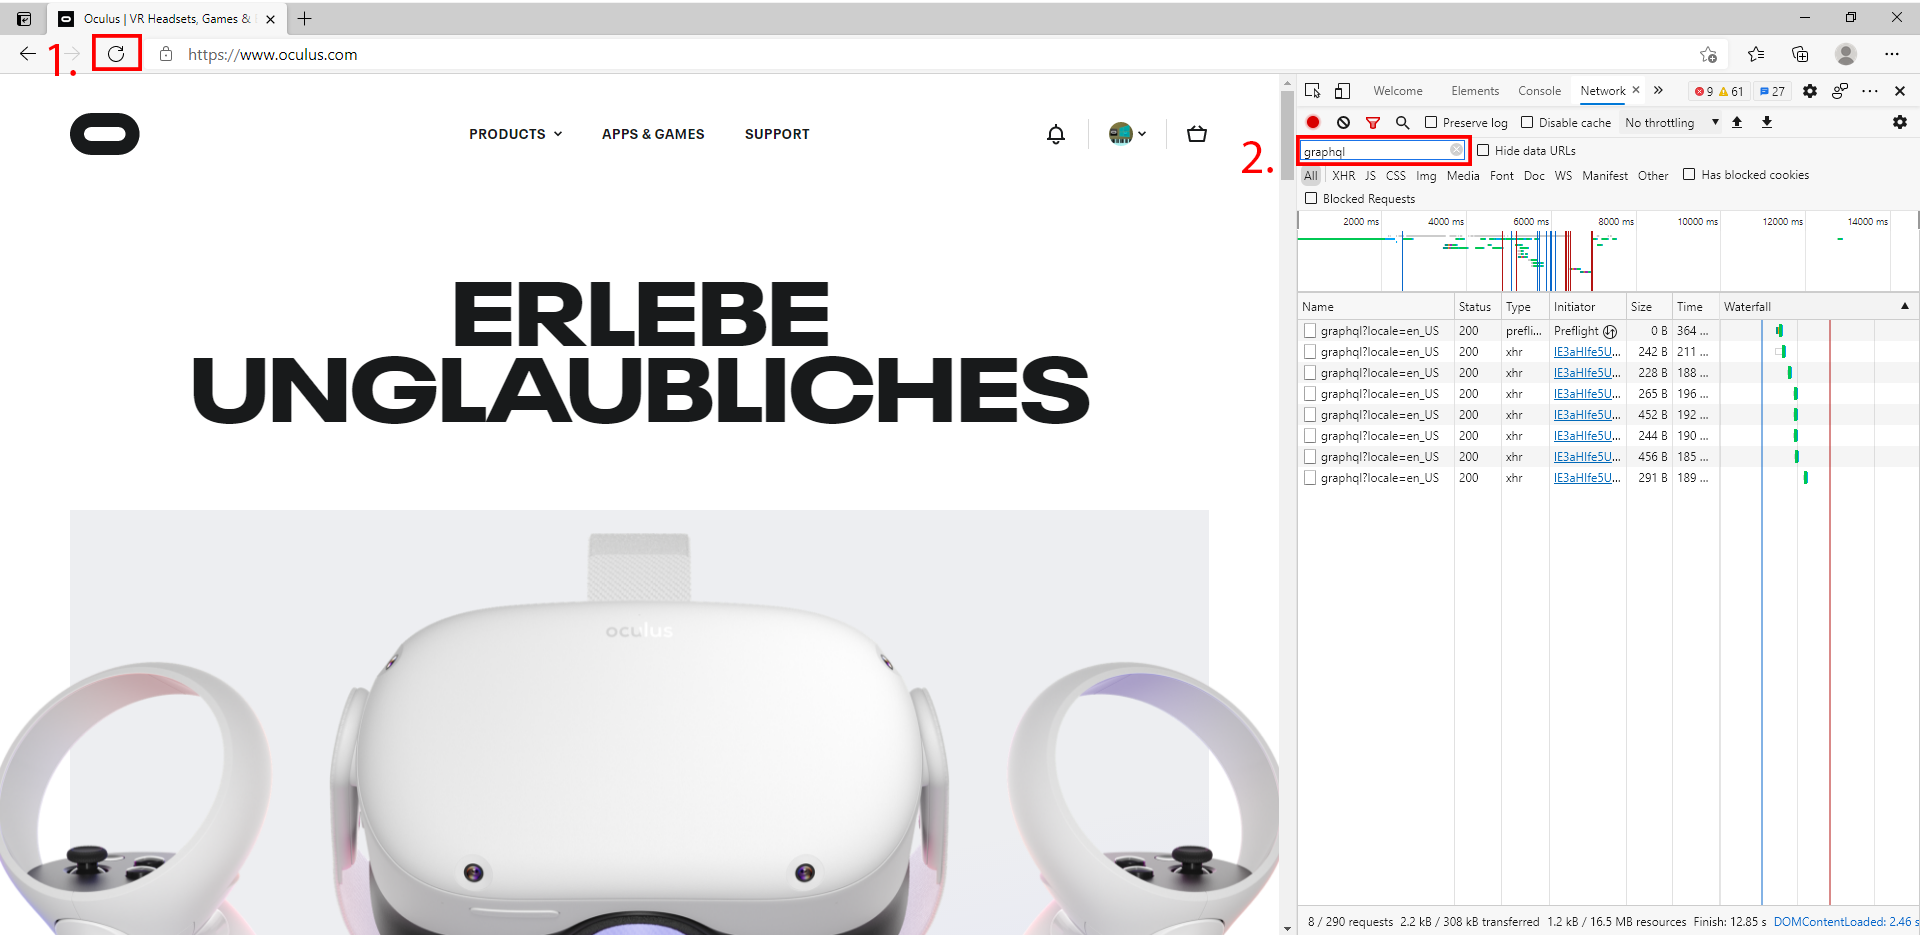 Oculus | VR Headsets, Games &
1.
https://www.oculus.com
PRODUCTS
APPS & GAMES
SUPPORT
ERLEBE
UNGLAUBLICHES
oculus
2.
Welcome Elements Console Network 9 61 27
Preserve log Disable cache No throttling
graphql Hide data URLs
All XHR JS CSS Img Media Font Doc WS Manifest Other Has blocked cookies
Blocked Requests
2000 ms 4000 ms 6000 ms 8000 ms 10000 ms 12000 ms 14000 ms
Name Status Type Initiator Size Time Waterfall
graphql?locale=en_US 200 prefli... Preflight 0 B 364 ...
graphql?locale=en_US 200 xhr IE3aHIfe5U... 242 B 211 ...
graphql?locale=en_US 200 xhr IE3aHIfe5U... 228 B 188 ...
graphql?locale=en_US 200 xhr IE3aHIfe5U... 265 B 196 ...
graphql?locale=en_US 200 xhr IE3aHIfe5U... 452 B 192 ...
graphql?locale=en_US 200 xhr IE3aHIfe5U... 244 B 190 ...
graphql?locale=en_US 200 xhr IE3aHIfe5U... 456 B 185 ...
graphql?locale=en_US 200 xhr IE3aHIfe5U... 291 B 189 ...
8 / 290 requests 2.2 kB / 308 kB transferred 1.2 kB / 16.5 MB resources Finish: 12.85 s DOMContentLoaded: 2.46 s